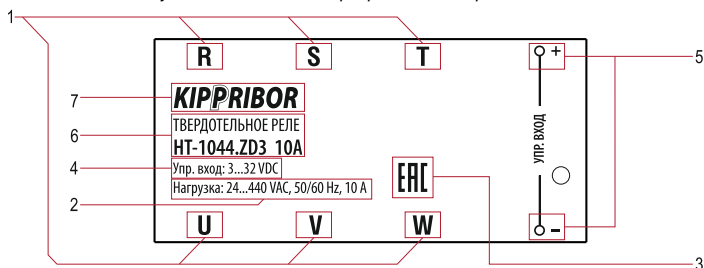 1
R S T +
5
7 KIPPRIBOR
6 ТВЕРДОТЕЛЬНОЕ РЕЛЕ
HT-1044.ZD3 10A
4 Упр. вход: 3...32 VDC
2 Нагрузка: 24...440 VAC, 50/60 Hz, 10 A
EAC
УПР. ВХОД
U V W –
3